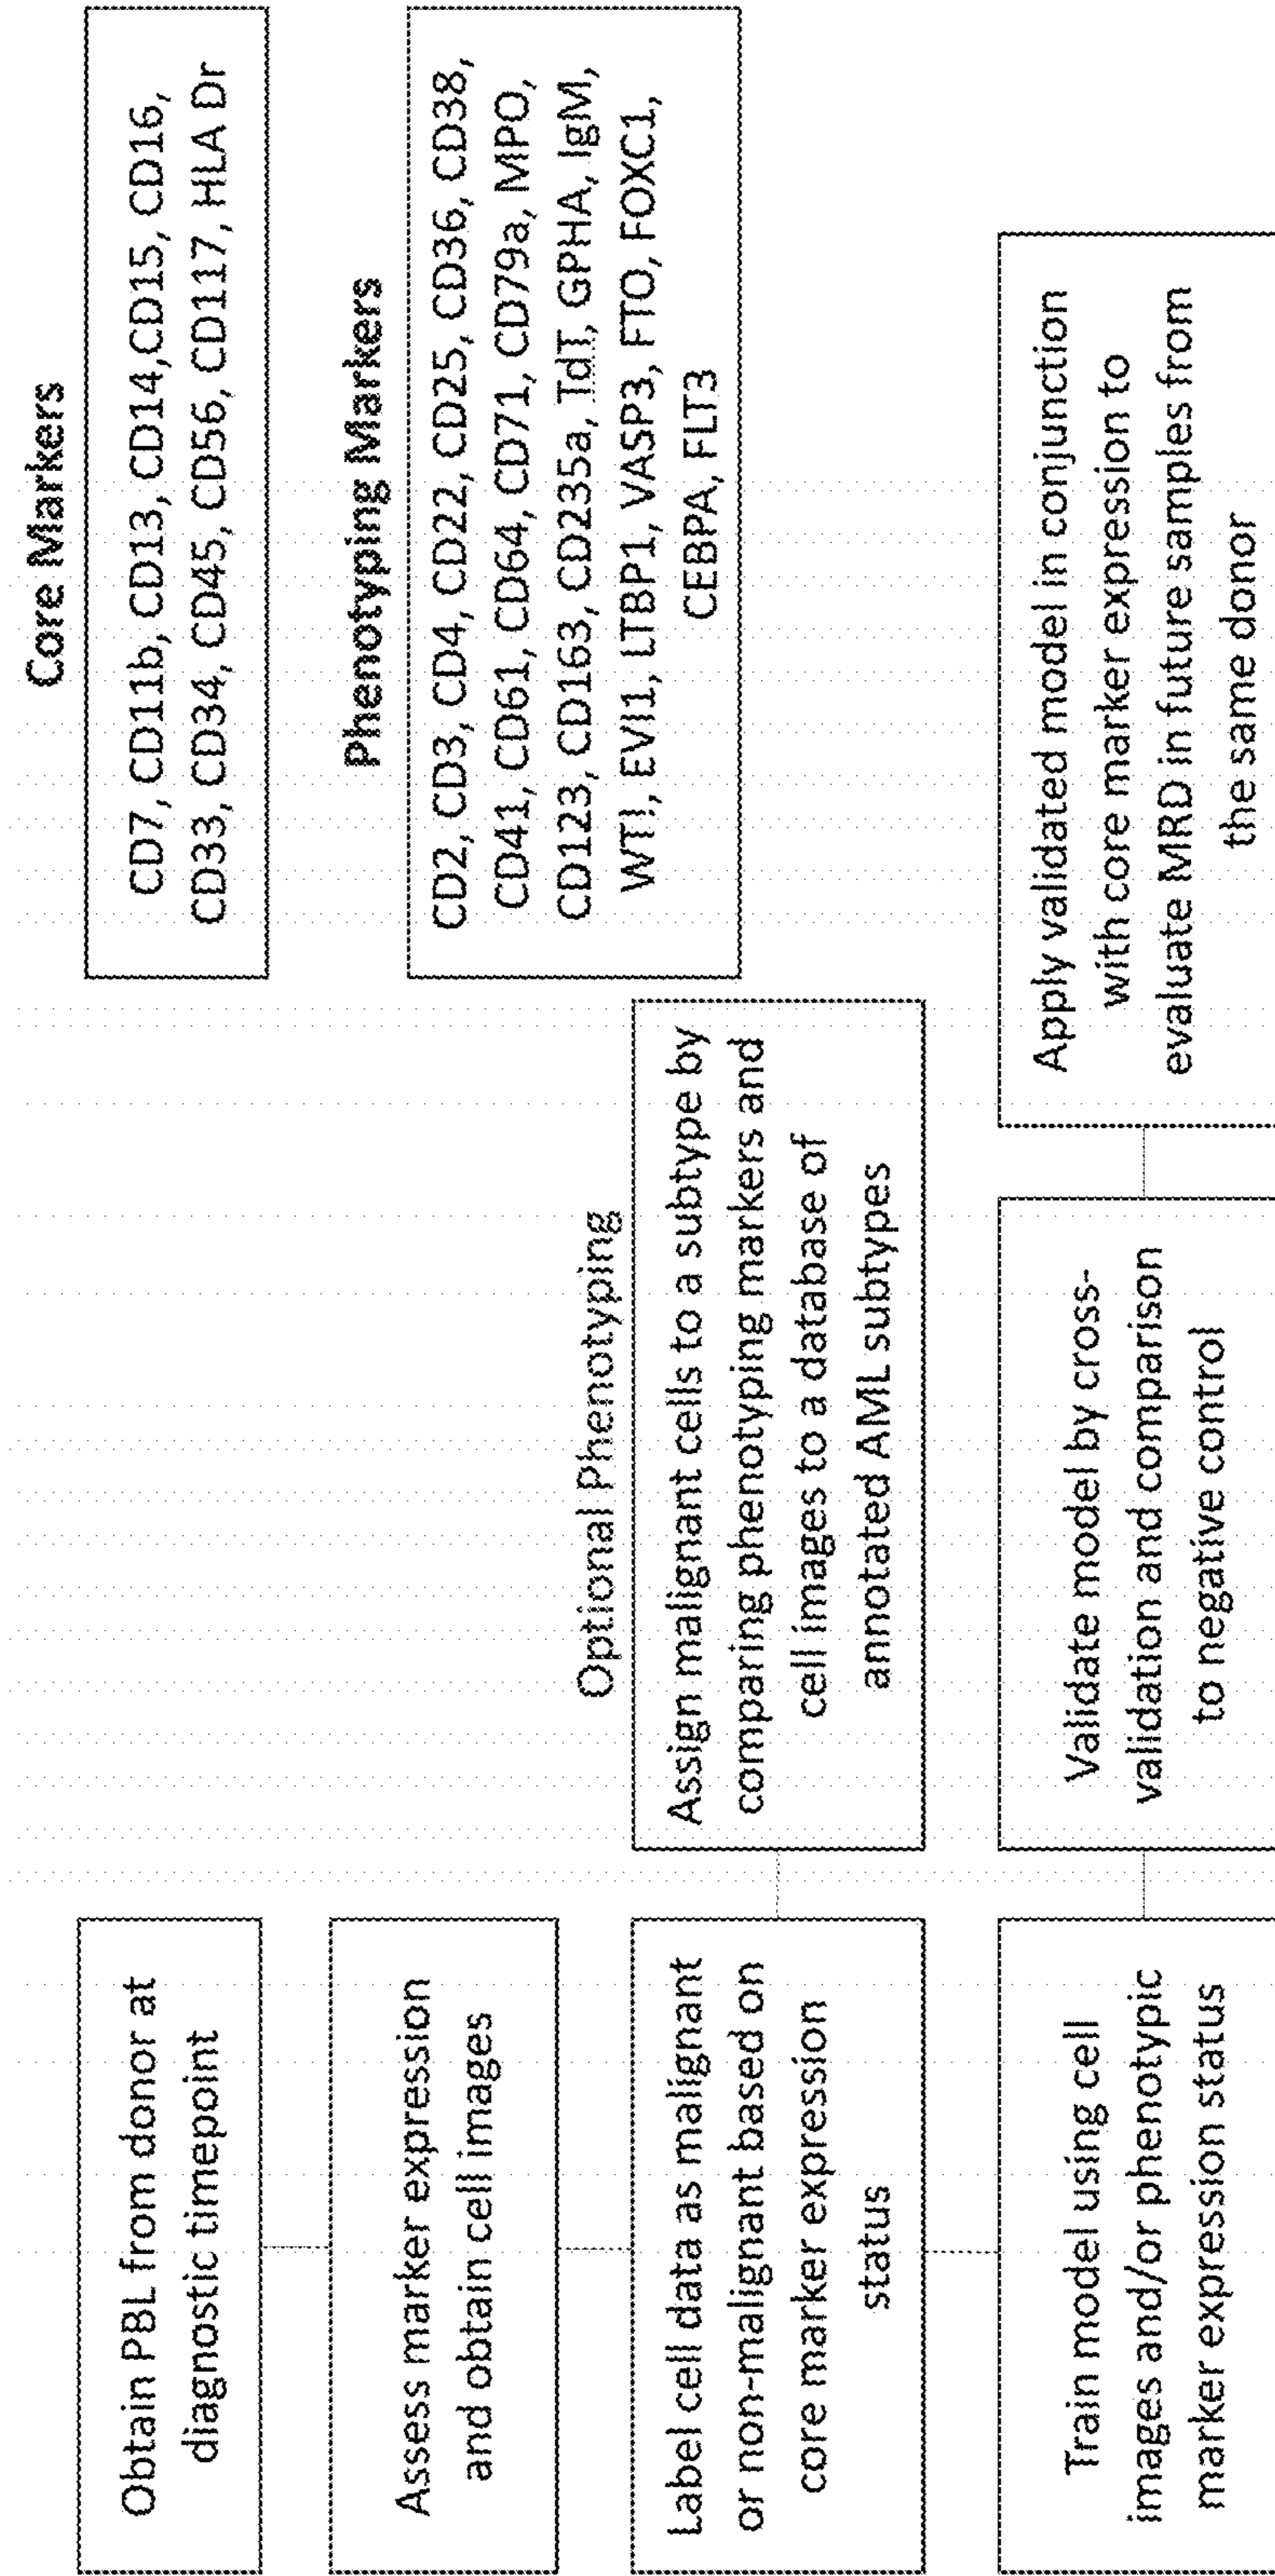 Obtain PBL from donor at
diagnostic timepoint
Assess marker expression
and obtain cell images
Label cell data as malignant
or non-malignant based on
core marker expression
status
Train model using cell
images and/or phenotypic
marker expression status
Optional Phenotyping
Assign malignant cells to a subtype by
comparing phenotyping markers and
cell images to a database of
annotated AML subtypes
Validate model by cross-
validation and comparison
to negative control
Apply validated model in conjunction
with core marker expression to
evaluate MRD in future samples from
the same donor
Core Markers
CD7, CD11b, CD13, CD14,CD15, CD16,
CD33, CD34, CD45, CD56, CD117, HLA Dr
Phenotyping Markers
CD2, CD3, CD4, CD22, CD25, CD36, CD38,
CD41, CD61, CD64, CD71, CD79a, MPO,
CD123, CD163, CD235a, TdT, GPHA, IgM,
WT!, EVI1, LTBP1, VASP3, FTO, FOXC1,
CEBPA, FLT3